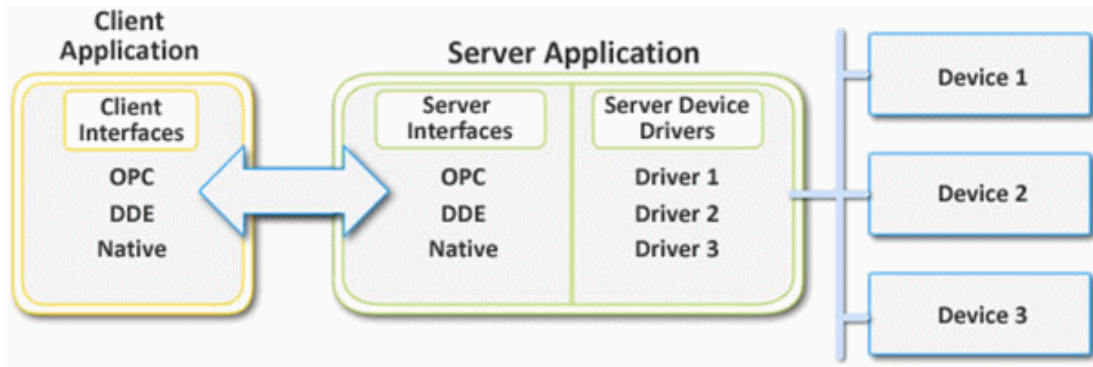 Client
Application
Client
Interfaces
OPC
DDE
Native
Server Application
Server
Interfaces
OPC
DDE
Native
Server Device
Drivers
Driver 1
Driver 2
Driver 3
Device 1
Device 2
Device 3